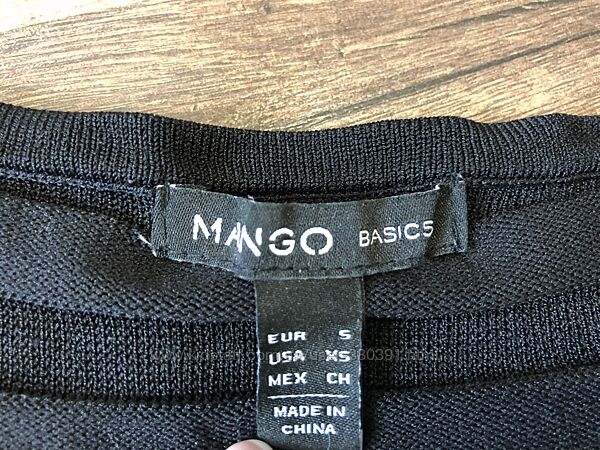 MANGO BASICS
EUR S
USA XS
MEX CH
MADE IN
CHINA